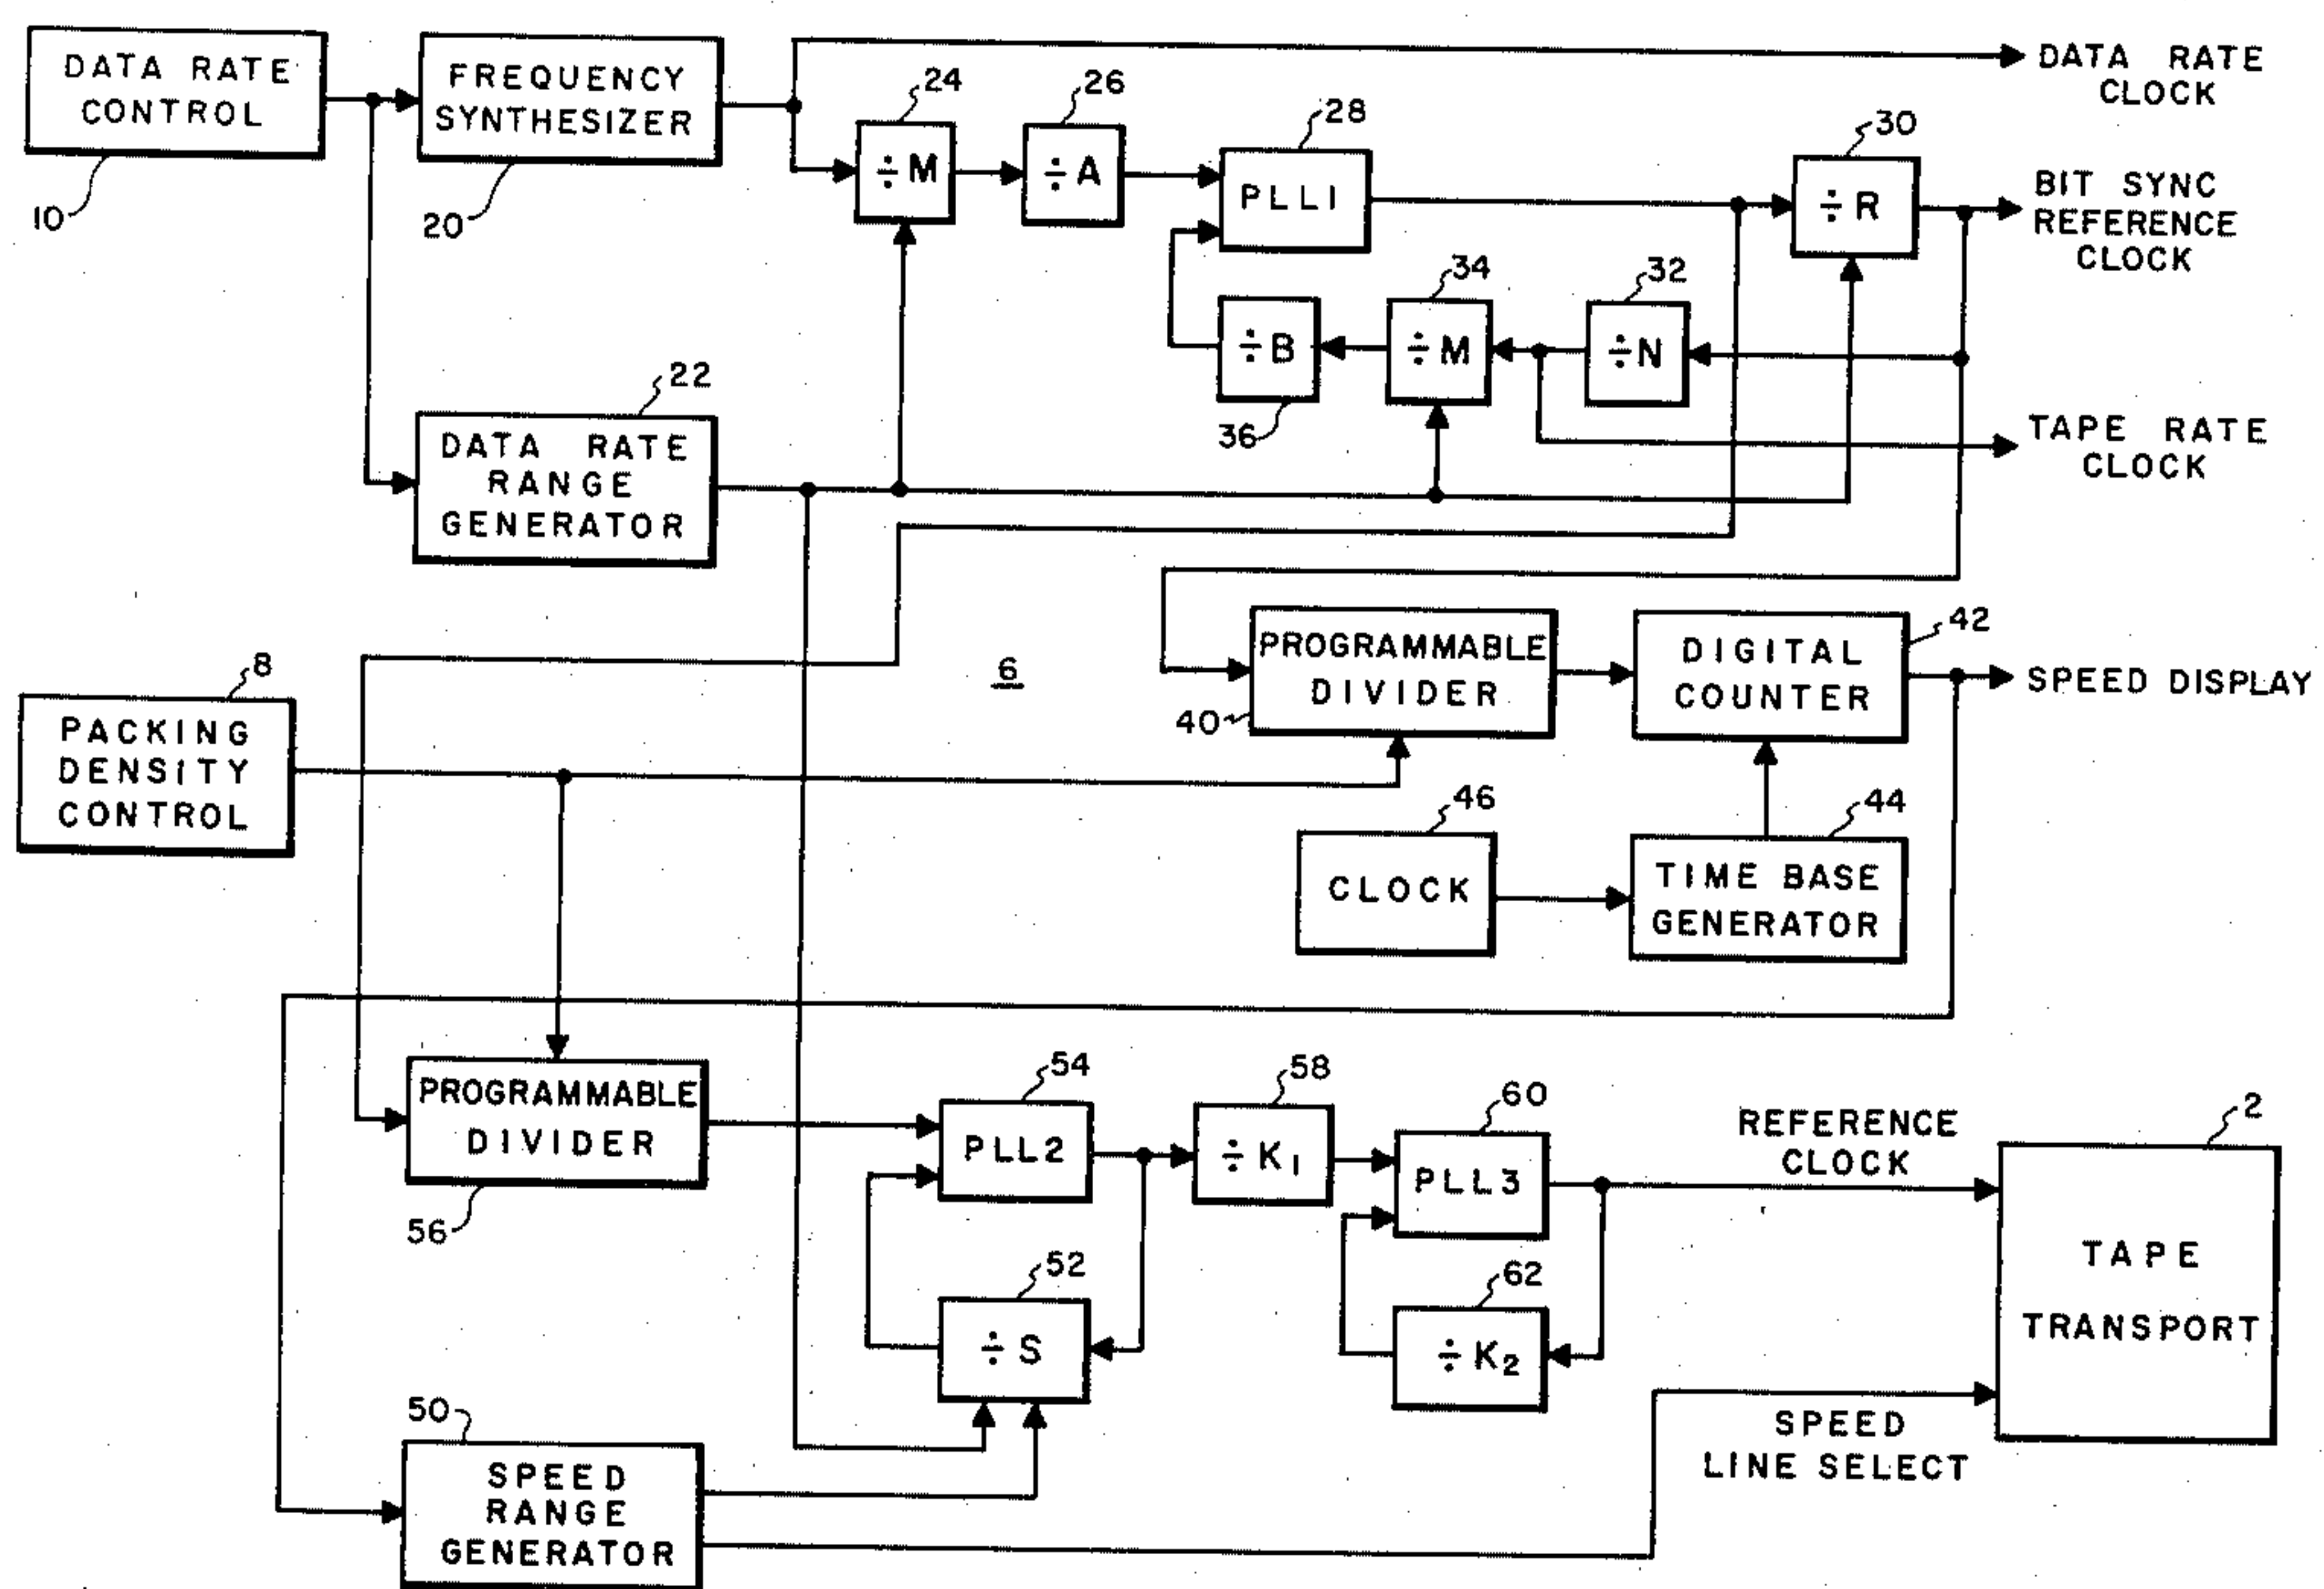 DATA RATE
CONTROL
10
FREQUENCY
SYNTHESIZER
20
24
÷ M
26
÷ A
28
PLL1
30
÷ R
DATA RATE
CLOCK
BIT SYNC
REFERENCE
CLOCK
36
÷ B
34
÷ M
32
÷ N
TAPE RATE
CLOCK
22
DATA RATE
RANGE
GENERATOR
8
PACKING
DENSITY
CONTROL
6
PROGRAMMABLE
DIVIDER
40
42
DIGITAL
COUNTER
SPEED DISPLAY
46
CLOCK
44
TIME BASE
GENERATOR
PROGRAMMABLE
DIVIDER
56
54
PLL2
58
÷ K1
60
PLL3
REFERENCE
CLOCK
2
TAPE
TRANSPORT
52
÷ S
62
÷ K2
50
SPEED
RANGE
GENERATOR
SPEED
LINE SELECT